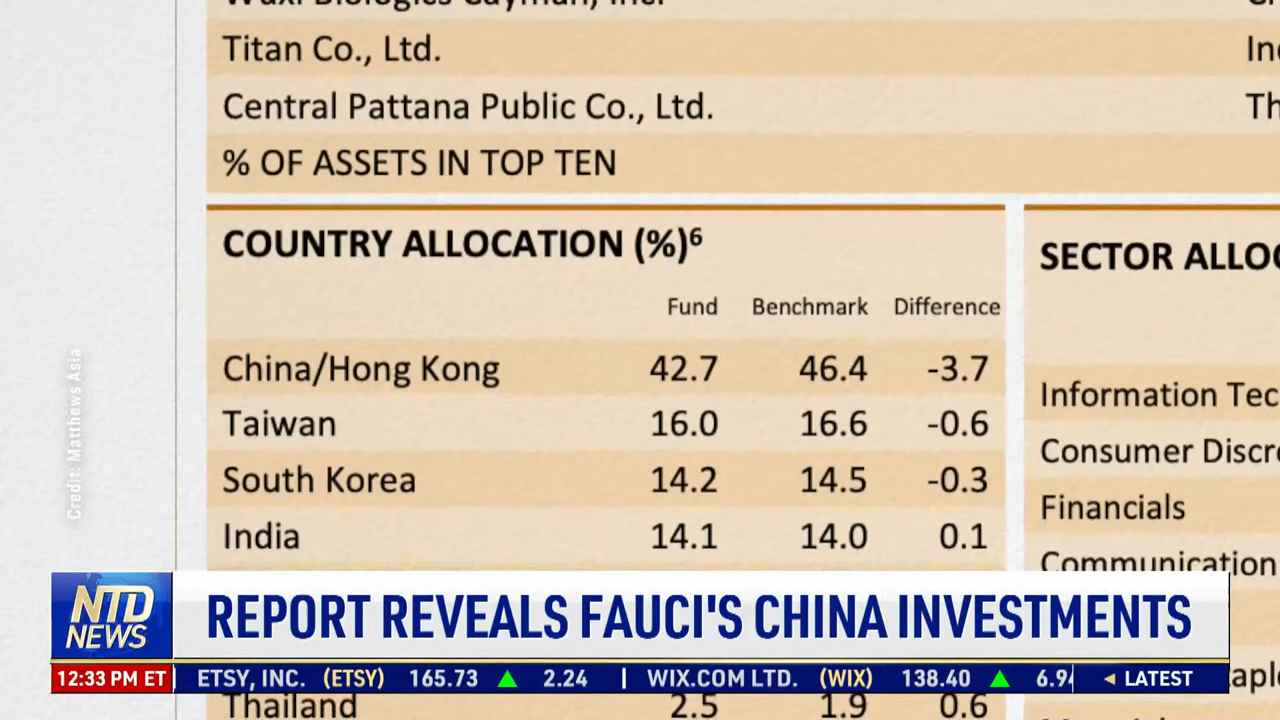 Titan Co., Ltd.
Central Pattana Public Co., Ltd.
% OF ASSETS IN TOP TEN
COUNTRY ALLOCATION (%)⁶
Fund Benchmark Difference
China/Hong Kong 42.7 46.4 -3.7
Taiwan 16.0 16.6 -0.6
South Korea 14.2 14.5 -0.3
India 14.1 14.0 0.1
Thailand 2.5 1.9 0.6
SECTOR ALLOC
Information Tec
Consumer Discre
Financials
Communication
Credit: Matthews Asia
NTD
NEWS
REPORT REVEALS FAUCI'S CHINA INVESTMENTS
12:33 PM ET ETSY, INC. (ETSY) 165.73 ▲ 2.24 | WIX.COM LTD. (WIX) 138.40 ▲ 6.94 ◄ LATEST